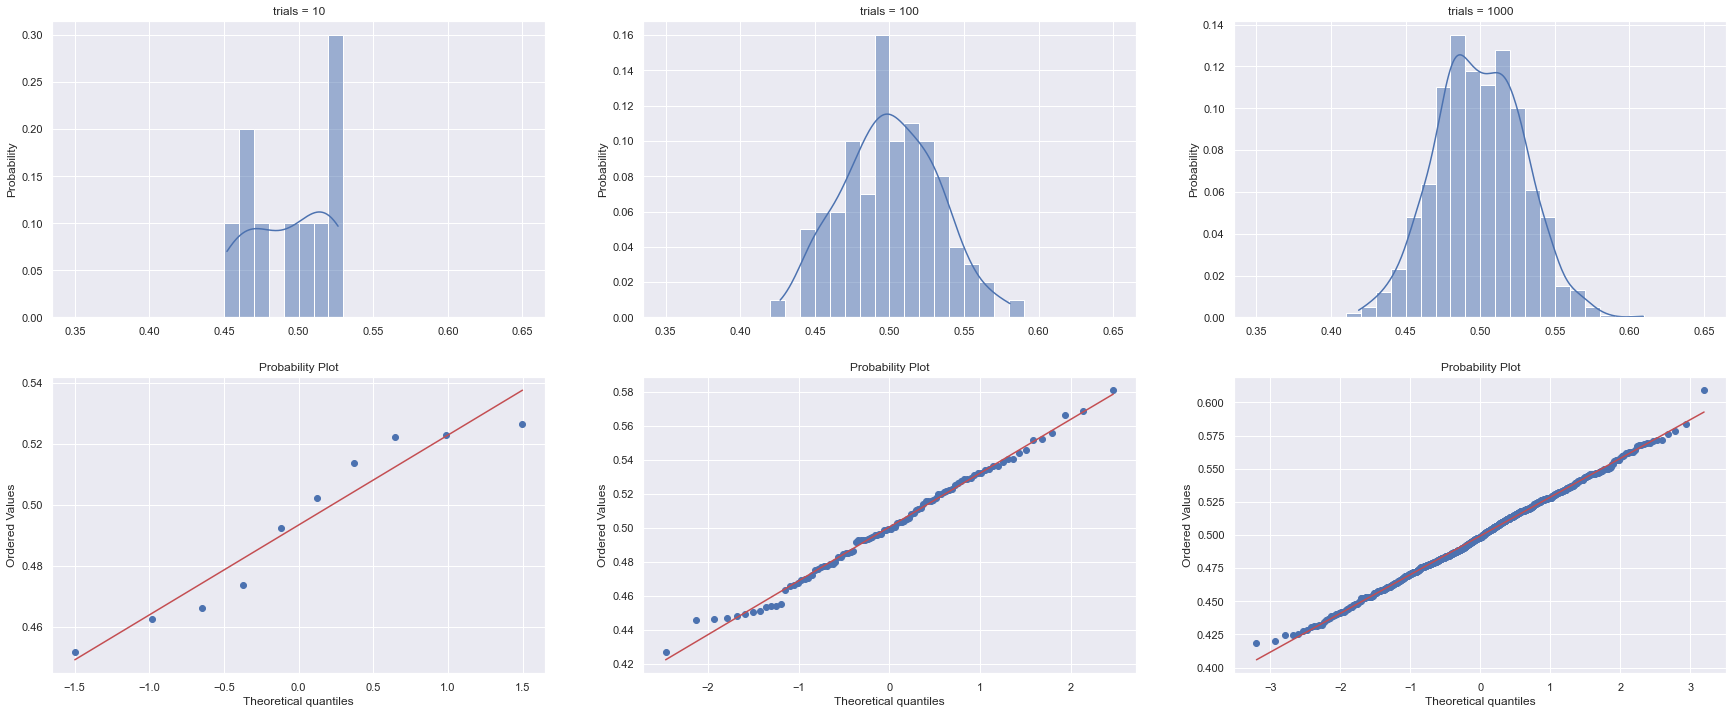 trials = 10
Probability
0.30
0.25
0.20
0.15
0.10
0.05
0.00
0.35 0.40 0.45 0.50 0.55 0.60 0.65
trials = 100
Probability
0.16
0.14
0.12
0.10
0.08
0.06
0.04
0.02
0.00
0.35 0.40 0.45 0.50 0.55 0.60 0.65
trials = 1000
Probability
0.14
0.12
0.10
0.08
0.06
0.04
0.02
0.00
0.35 0.40 0.45 0.50 0.55 0.60 0.65
Probability Plot
Ordered Values
0.54
0.52
0.50
0.48
0.46
−1.5 −1.0 −0.5 0.0 0.5 1.0 1.5
Theoretical quantiles
Probability Plot
Ordered Values
0.58
0.56
0.54
0.52
0.50
0.48
0.46
0.44
0.42
−2 −1 0 1 2
Theoretical quantiles
Probability Plot
Ordered Values
0.600
0.575
0.550
0.525
0.500
0.475
0.450
0.425
0.400
−3 −2 −1 0 1 2 3
Theoretical quantiles